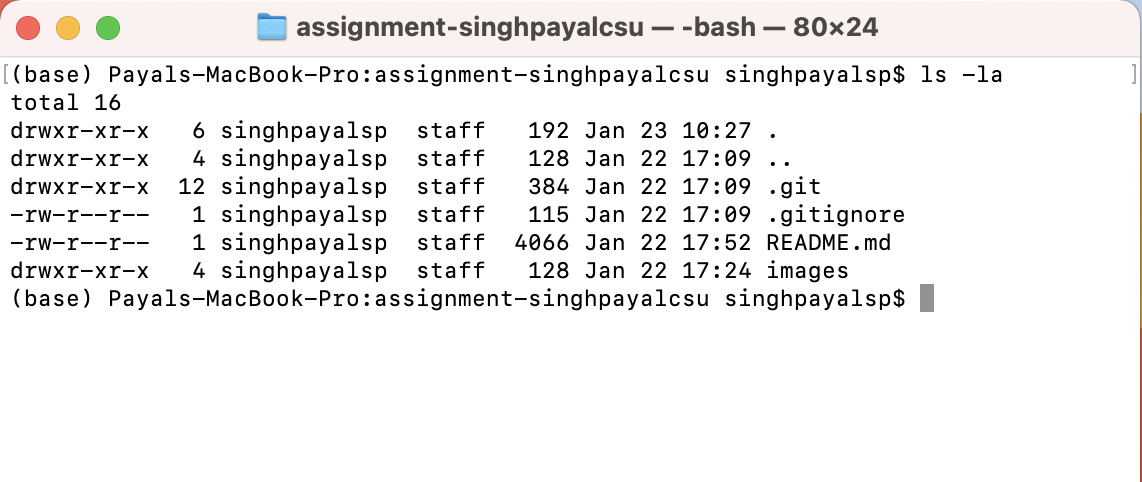 assignment-singhpayalcsu — -bash — 80×24
(base) Payals-MacBook-Pro:assignment-singhpayalcsu singhpayalsp$ ls -la
total 16
drwxr-xr-x   6 singhpayalsp  staff   192 Jan 23 10:27 .
drwxr-xr-x   4 singhpayalsp  staff   128 Jan 22 17:09 ..
drwxr-xr-x  12 singhpayalsp  staff   384 Jan 22 17:09 .git
-rw-r--r--   1 singhpayalsp  staff   115 Jan 22 17:09 .gitignore
-rw-r--r--   1 singhpayalsp  staff  4066 Jan 22 17:52 README.md
drwxr-xr-x   4 singhpayalsp  staff   128 Jan 22 17:24 images
(base) Payals-MacBook-Pro:assignment-singhpayalcsu singhpayalsp$